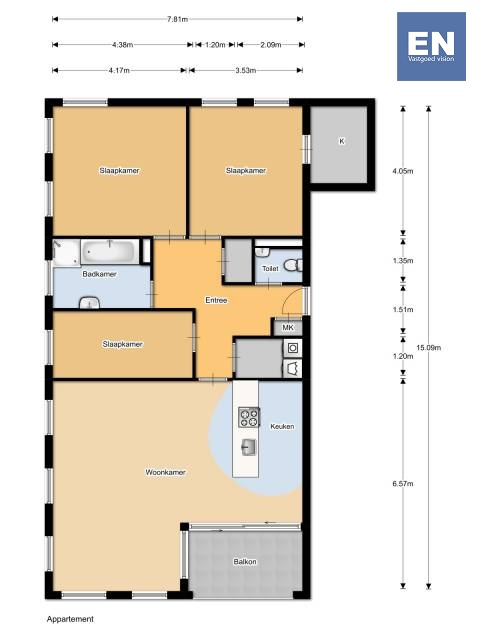 7.81m
EN
Vastgoed vision
4.38m
1.20m
2.09m
4.17m
3.53m
K
Slaapkamer
Slaapkamer
4.05m
Badkamer
Toilet
1.35m
Entree
1.51m
MK
Slaapkamer
15.09m
1.20m
Keuken
Woonkamer
6.57m
Balkon
Appartement